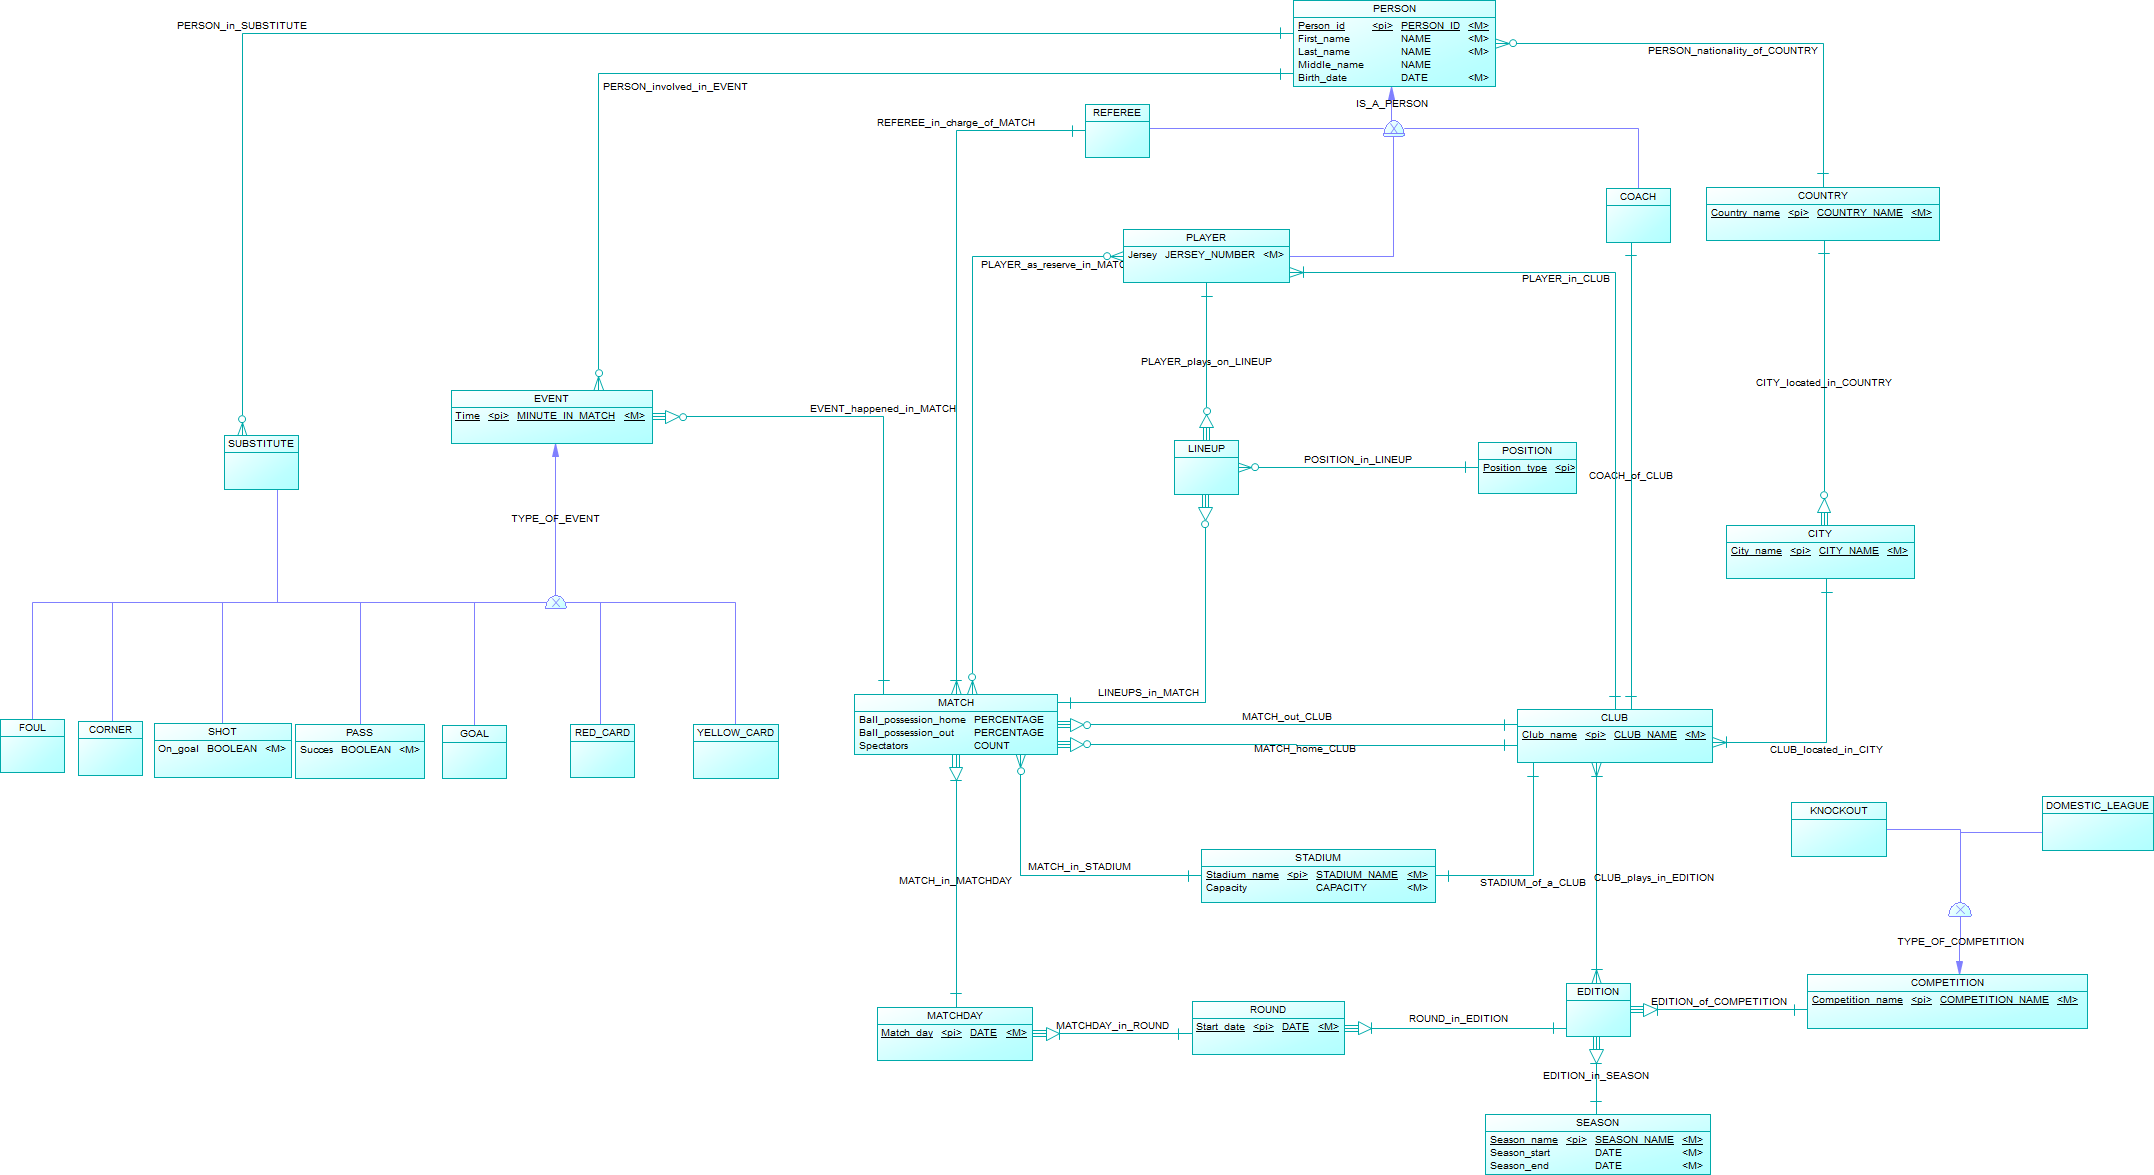 PERSON
Person_id <pi> PERSON_ID <M>
First_name NAME <M>
Last_name NAME <M>
Middle_name NAME
Birth_date DATE <M>
PERSON_in_SUBSTITUTE
PERSON_nationality_of_COUNTRY
PERSON_involved_in_EVENT
IS_A_PERSON
REFEREE
REFEREE_in_charge_of_MATCH
COACH
COUNTRY
Country_name <pi> COUNTRY_NAME <M>
PLAYER
Jersey JERSEY_NUMBER <M>
PLAYER_as_reserve_in_MATC
PLAYER_in_CLUB
PLAYER_plays_on_LINEUP
CITY_located_in_COUNTRY
EVENT
Time <pi> MINUTE_IN_MATCH <M>
EVENT_happened_in_MATCH
SUBSTITUTE
LINEUP
POSITION_in_LINEUP
POSITION
Position_type <pi>
COACH_of_CLUB
TYPE_OF_EVENT
CITY
City_name <pi> CITY_NAME <M>
LINEUPS_in_MATCH
MATCH
Ball_possession_home PERCENTAGE
Ball_possession_out PERCENTAGE
Spectators COUNT
MATCH_out_CLUB
MATCH_home_CLUB
CLUB
Club_name <pi> CLUB_NAME <M>
CLUB_located_in_CITY
FOUL
CORNER
SHOT
On_goal BOOLEAN <M>
PASS
Succes BOOLEAN <M>
GOAL
RED_CARD
YELLOW_CARD
KNOCKOUT
DOMESTIC_LEAGUE
MATCH_in_STADIUM
STADIUM
Stadium_name <pi> STADIUM_NAME <M>
Capacity CAPACITY <M>
STADIUM_of_a_CLUB
CLUB_plays_in_EDITION
MATCH_in_MATCHDAY
TYPE_OF_COMPETITION
COMPETITION
Competition_name <pi> COMPETITION_NAME <M>
EDITION
EDITION_of_COMPETITION
MATCHDAY
Match_day <pi> DATE <M>
MATCHDAY_in_ROUND
ROUND
Start_date <pi> DATE <M>
ROUND_in_EDITION
EDITION_in_SEASON
SEASON
Season_name <pi> SEASON_NAME <M>
Season_start DATE <M>
Season_end DATE <M>